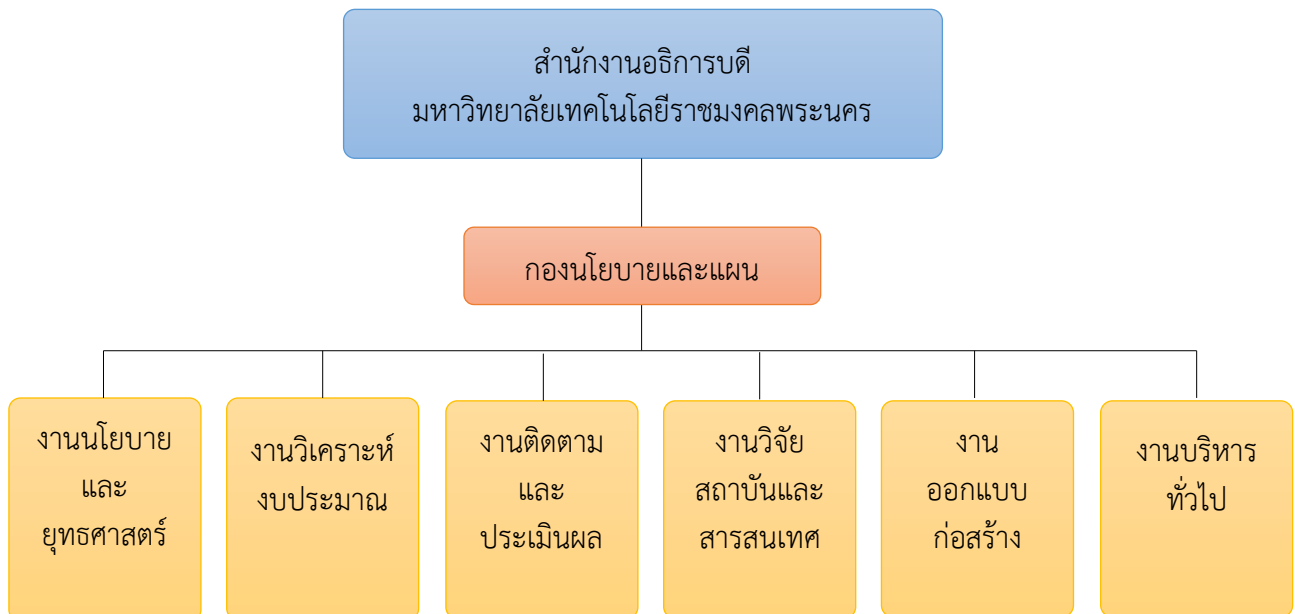 สำนักงานอธิการบดี
มหาวิทยาลัยเทคโนโลยีราชมงคลพระนคร
กองนโยบายและแผน
งานนโยบาย
และ
ยุทธศาสตร์
งานวิเคราะห์
งบประมาณ
งานติดตาม
และ
ประเมินผล
งานวิจัย
สถาบันและ
สารสนเทศ
งาน
ออกแบบ
ก่อสร้าง
งานบริหาร
ทั่วไป